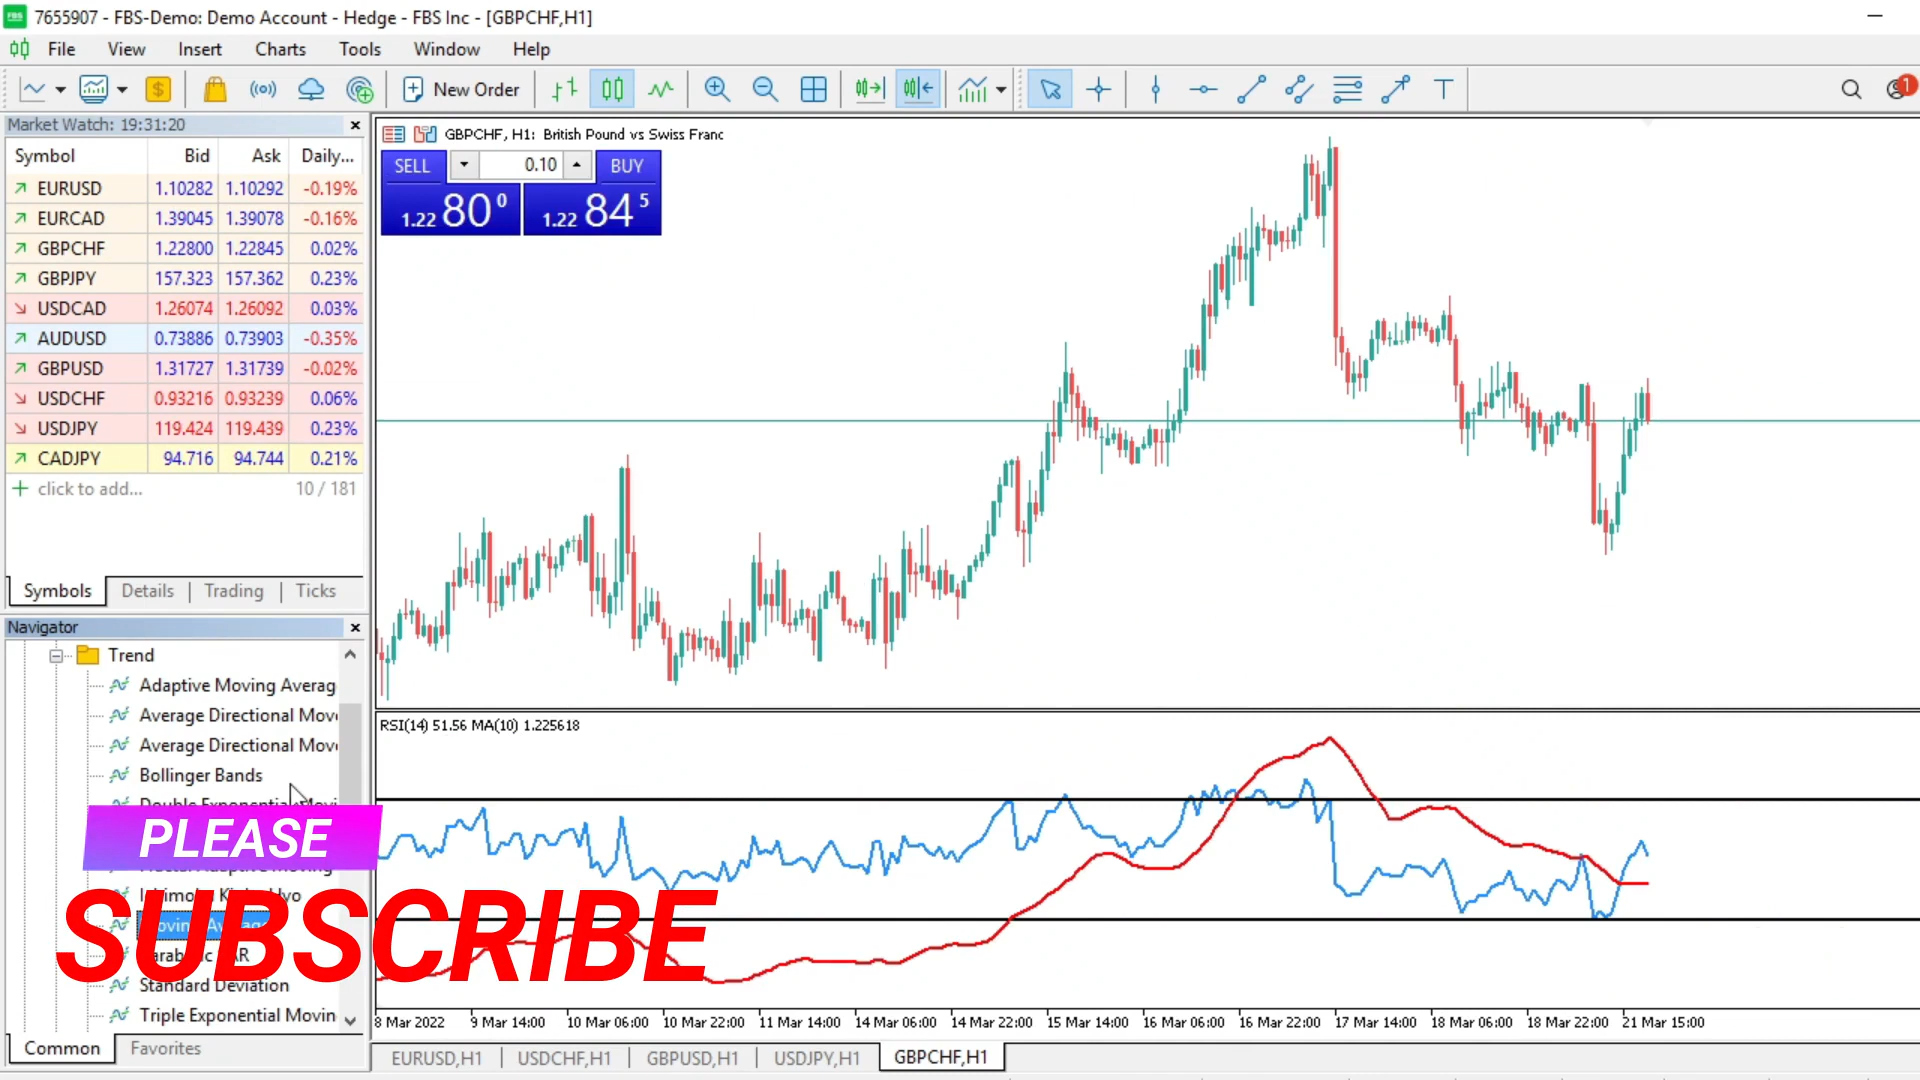 7655907 - FBS-Demo: Demo Account - Hedge - FBS Inc - [GBPCHF,H1]
File View Insert Charts Tools Window Help
New Order
1
Market Watch: 19:31:20
Symbol Bid Ask Daily...
EURUSD 1.10282 1.10292 -0.19%
EURCAD 1.39045 1.39078 -0.16%
GBPCHF 1.22800 1.22845 0.02%
GBPJPY 157.323 157.362 0.23%
USDCAD 1.26074 1.26092 0.03%
AUDUSD 0.73886 0.73903 -0.35%
GBPUSD 1.31727 1.31739 -0.02%
USDCHF 0.93216 0.93239 0.06%
USDJPY 119.424 119.439 0.23%
CADJPY 94.716 94.744 0.21%
click to add... 10 / 181
Symbols Details Trading Ticks
Navigator
Trend
Adaptive Moving Averag
Average Directional Move
Average Directional Move
Bollinger Bands
PLEASE
SUBSCRIBE
Standard Deviation
Triple Exponential Movin
Common Favorites
GBPCHF, H1: British Pound vs Swiss Franc
SELL 0.10 BUY
1.22 80 0 1.22 84 5
RSI(14) 51.56 MA(10) 1.225618
8 Mar 2022 9 Mar 14:00 10 Mar 06:00 10 Mar 22:00 11 Mar 14:00 14 Mar 06:00 14 Mar 22:00 15 Mar 14:00 16 Mar 06:00 16 Mar 22:00 17 Mar 14:00 18 Mar 06:00 18 Mar 22:00 21 Mar 15:00
EURUSD,H1 USDCHF,H1 GBPUSD,H1 USDJPY,H1 GBPCHF,H1